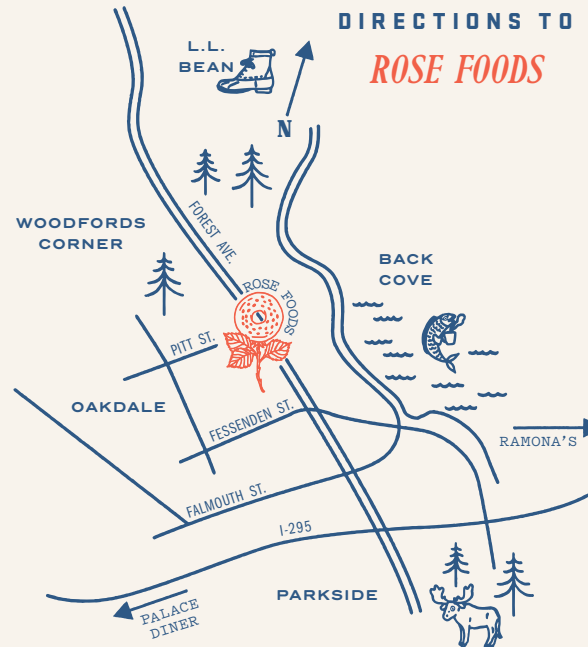 DIRECTIONS TO
ROSE FOODS
L.L.
BEAN
N
FOREST AVE.
WOODFORDS
CORNER
BACK
COVE
ROSE FOODS
PITT ST.
OAKDALE
FESSENDEN ST.
RAMONA'S
FALMOUTH ST.
I-295
PARKSIDE
PALACE
DINER